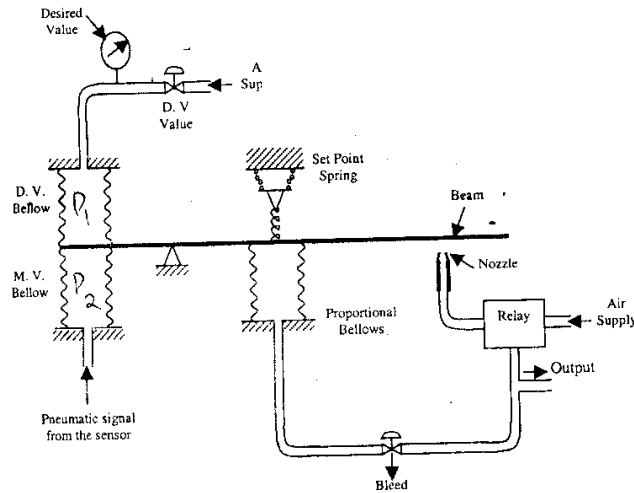 Desired
Value
A
Sup
D. V
Value
D. V.
Bellow
P1
Set Point
Spring
Beam
M. V.
Bellow
P2
Nozzle
Proportional
Bellows
Relay
Air
Supply
Output
Pneumatic signal
from the sensor
Bleed